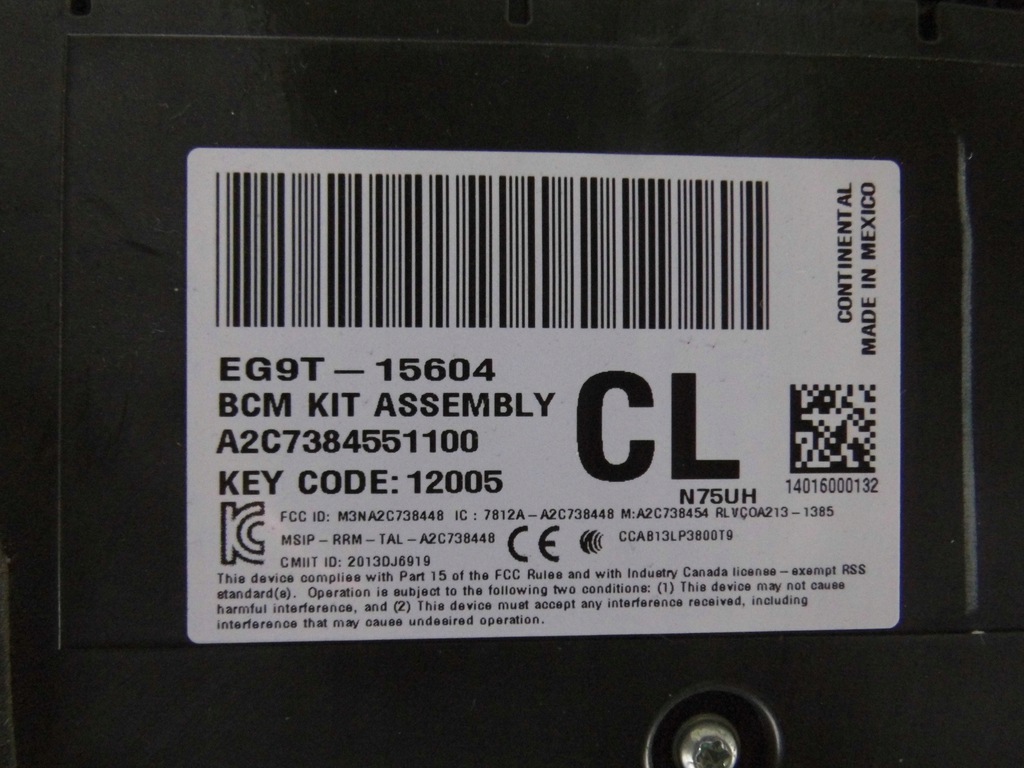 CONTINENTAL
MADE IN MEXICO
EG9T – 15604
BCM KIT ASSEMBLY
A2C7384551100
KEY CODE: 12005
CL
N75UH
14016000132
FCC ID: M3NA2C738448 IC : 7812A – A2C738448 M:A2C738454 RLVÇOA213 – 1385
MSIP – RRM – TAL – A2C738448 CE CCAB13LP3800T9
CMIIT ID: 2013DJ6919
This device complies with Part 15 of the FCC Rules and with Industry Canada license – exempt RSS
standard(s). Operation is subject to the following two conditions: (1) This device may not cause
harmful interference, and (2) This device must accept any interference received, including
interference that may cause undesired operation.